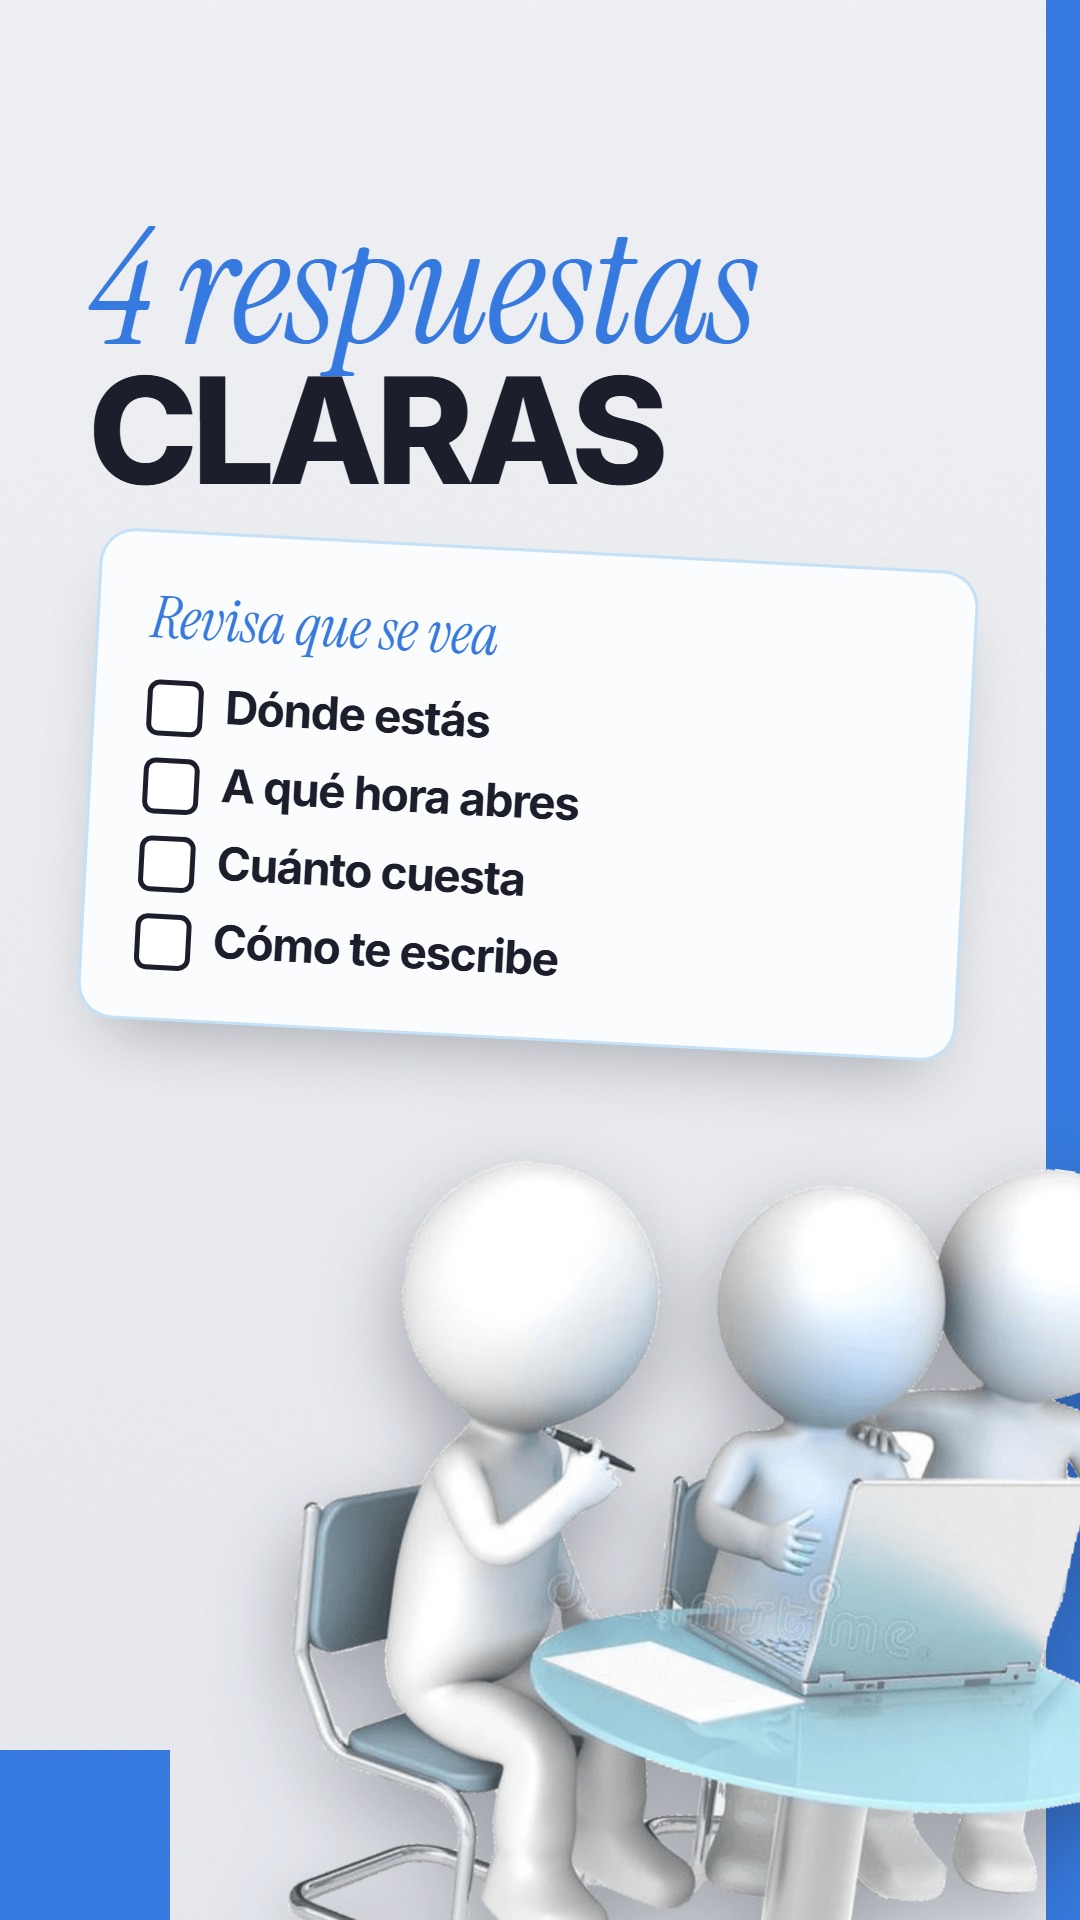 4 respuestas
CLARAS
Revisa que se vea
Dónde estás
A qué hora abres
Cuánto cuesta
Cómo te escribe